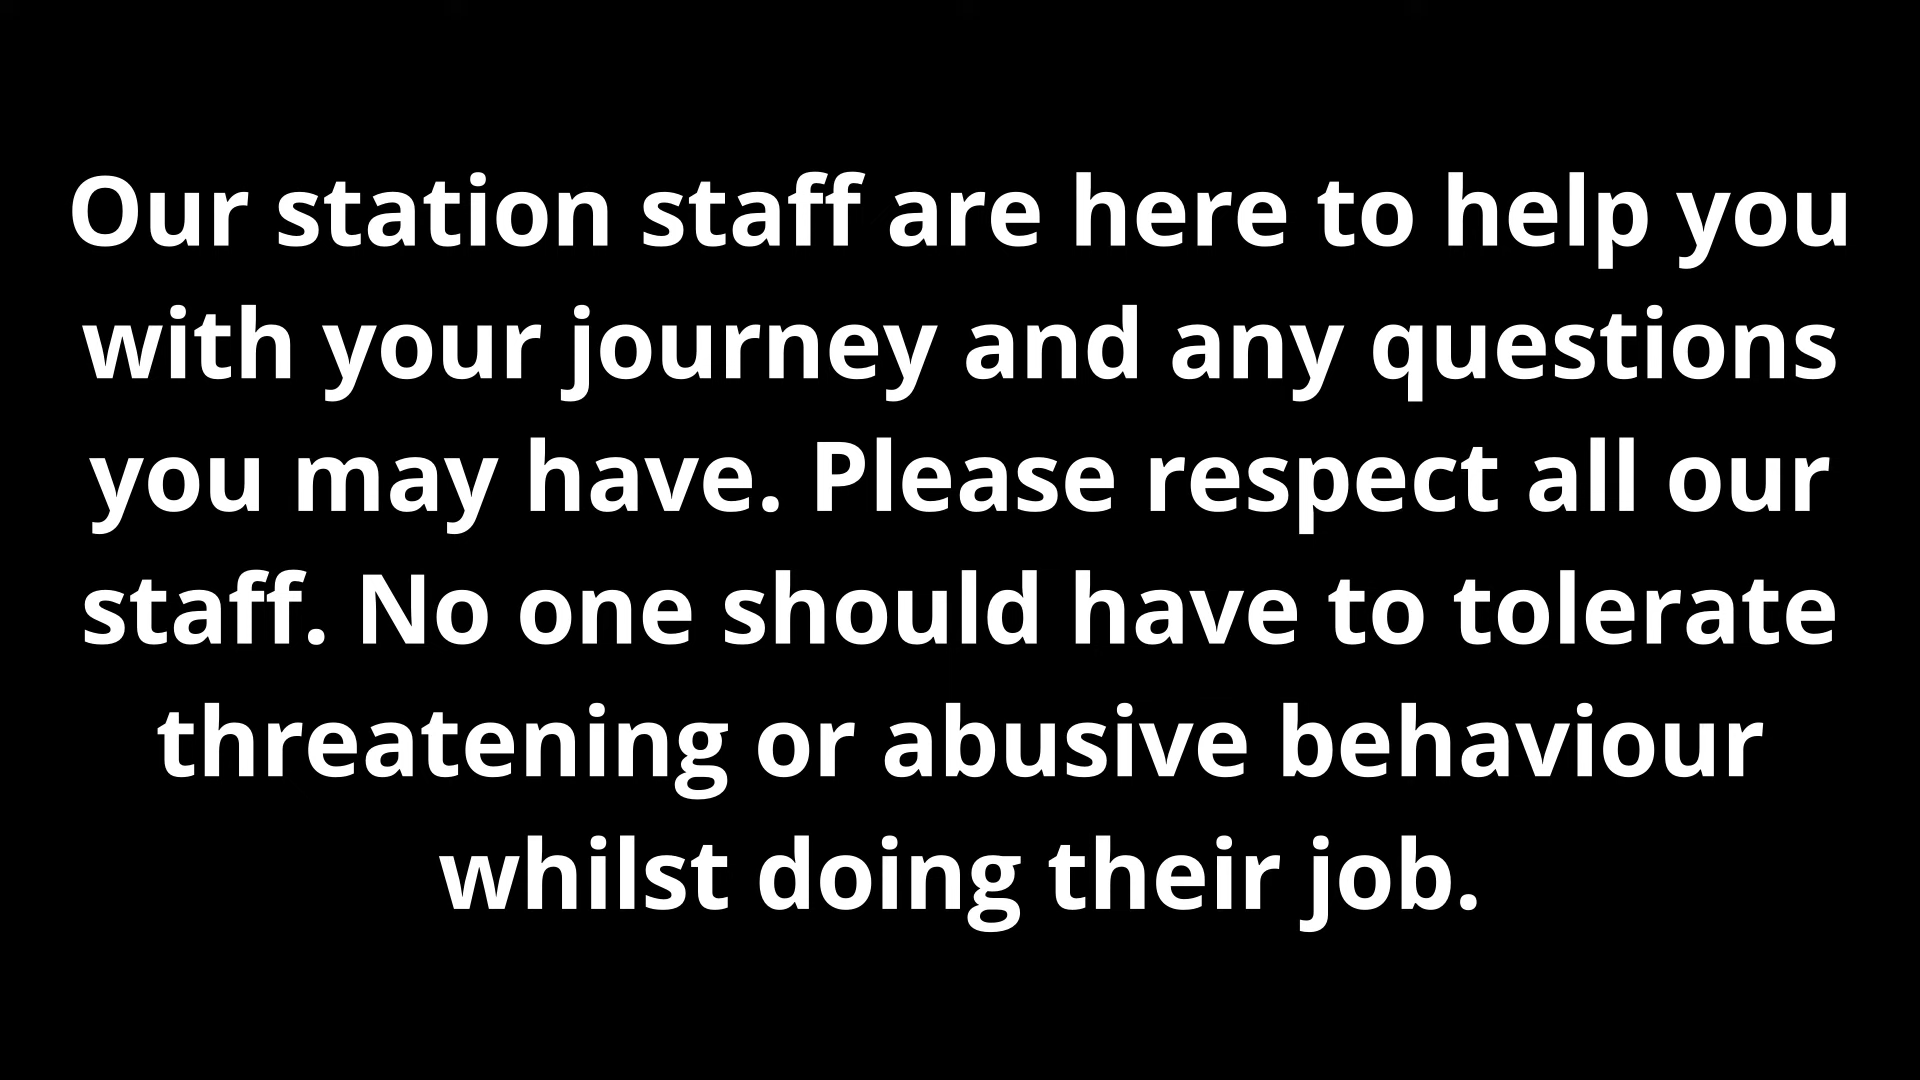 Our station staff are here to help you
with your journey and any questions
you may have. Please respect all our
staff. No one should have to tolerate
threatening or abusive behaviour
whilst doing their job.